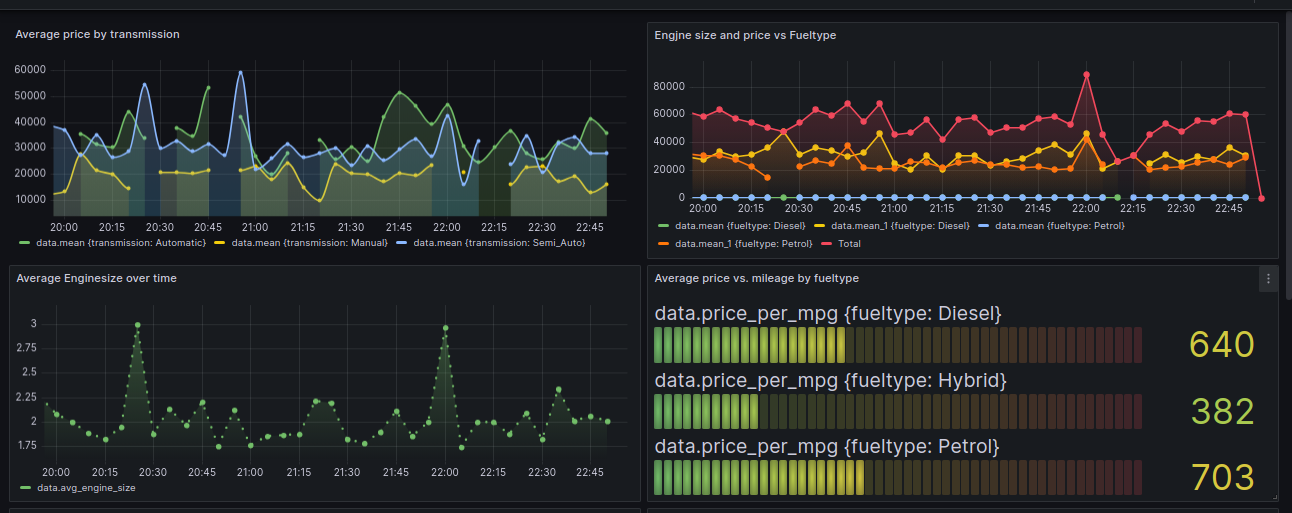 Average price by transmission
60000
50000
40000
30000
20000
10000
20:00 20:15 20:30 20:45 21:00 21:15 21:30 21:45 22:00 22:15 22:30 22:45
data.mean {transmission: Automatic} data.mean {transmission: Manual} data.mean {transmission: Semi_Auto}
Engjne size and price vs Fueltype
80000
60000
40000
20000
0
20:00 20:15 20:30 20:45 21:00 21:15 21:30 21:45 22:00 22:15 22:30 22:45
data.mean {fueltype: Diesel} data.mean_1 {fueltype: Diesel} data.mean {fueltype: Petrol}
data.mean_1 {fueltype: Petrol} Total
Average Enginesize over time
3
2.75
2.5
2.25
2
1.75
20:00 20:15 20:30 20:45 21:00 21:15 21:30 21:45 22:00 22:15 22:30 22:45
data.avg_engine_size
Average price vs. mileage by fueltype
data.price_per_mpg {fueltype: Diesel}
640
data.price_per_mpg {fueltype: Hybrid}
382
data.price_per_mpg {fueltype: Petrol}
703